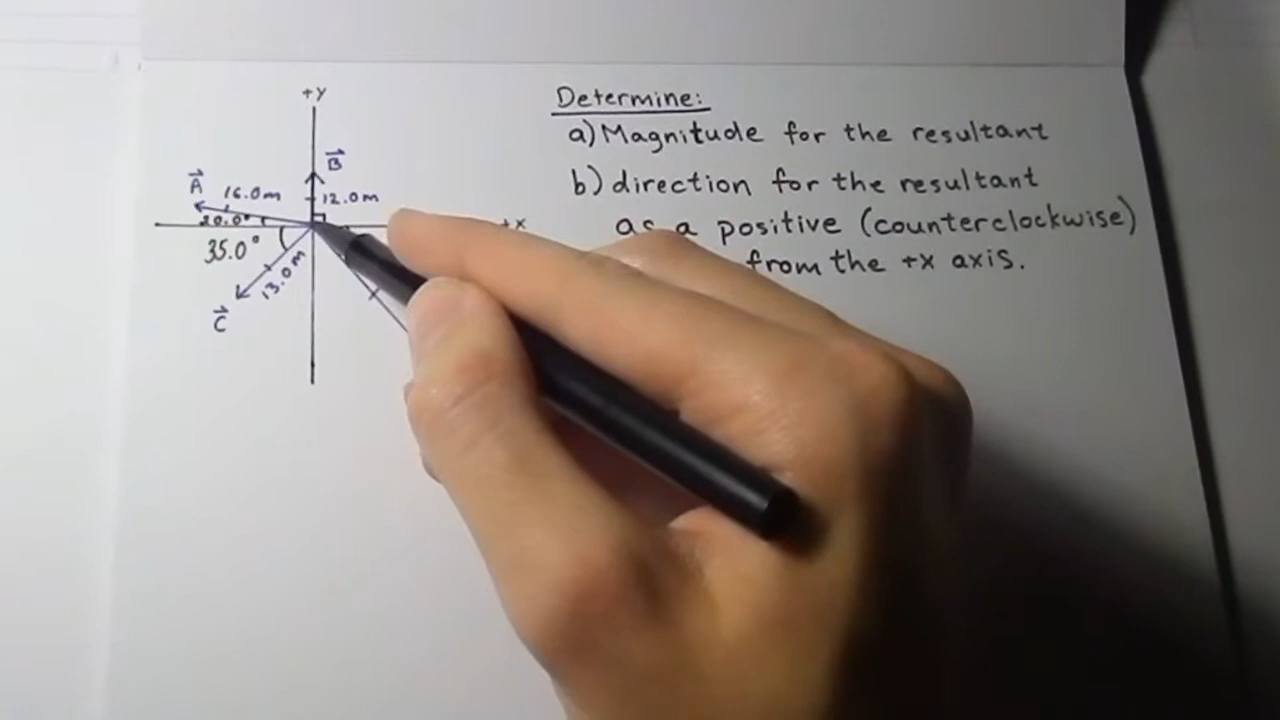 +y
B
A
16.0m
12.0m
20.0°
35.0°
13.0m
C
+x
Determine:
a) Magnitude for the resultant
b) direction for the resultant
as a positive (counterclockwise)
from the +x axis.